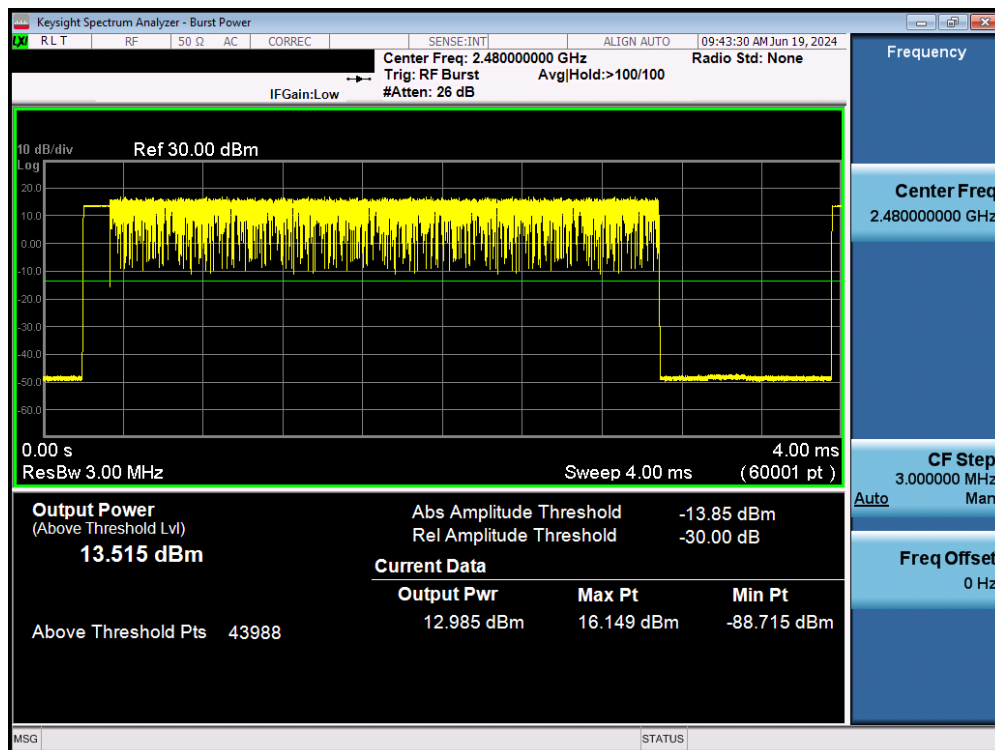 Keysight Spectrum Analyzer - Burst Power
LXI RLT RF 50 Ω AC CORREC SENSE:INT ALIGN AUTO 09:43:30 AM Jun 19, 2024
Center Freq: 2.480000000 GHz Radio Std: None
Trig: RF Burst Avg|Hold:>100/100
IFGain:Low #Atten: 26 dB
Frequency
10 dB/div Ref 30.00 dBm
Log
20.0
10.0
0.00
-10.0
-20.0
-30.0
-40.0
-50.0
-60.0
0.00 s 4.00 ms
ResBw 3.00 MHz Sweep 4.00 ms (60001 pt )
Center Freq
2.480000000 GHz
CF Step
3.000000 MHz
Auto Man
Freq Offset
0 Hz
Output Power
(Above Threshold Lvl)
13.515 dBm
Above Threshold Pts 43988
Abs Amplitude Threshold -13.85 dBm
Rel Amplitude Threshold -30.00 dB
Current Data
Output Pwr Max Pt Min Pt
12.985 dBm 16.149 dBm -88.715 dBm
MSG STATUS